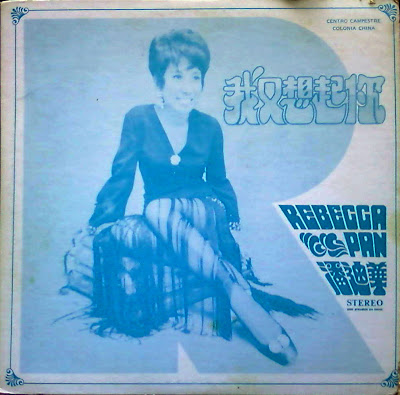 CENTRO CAMPESTRE
COLONIA CHINA
我又想起你
REBECCA
PAN
潘迪華
STEREO